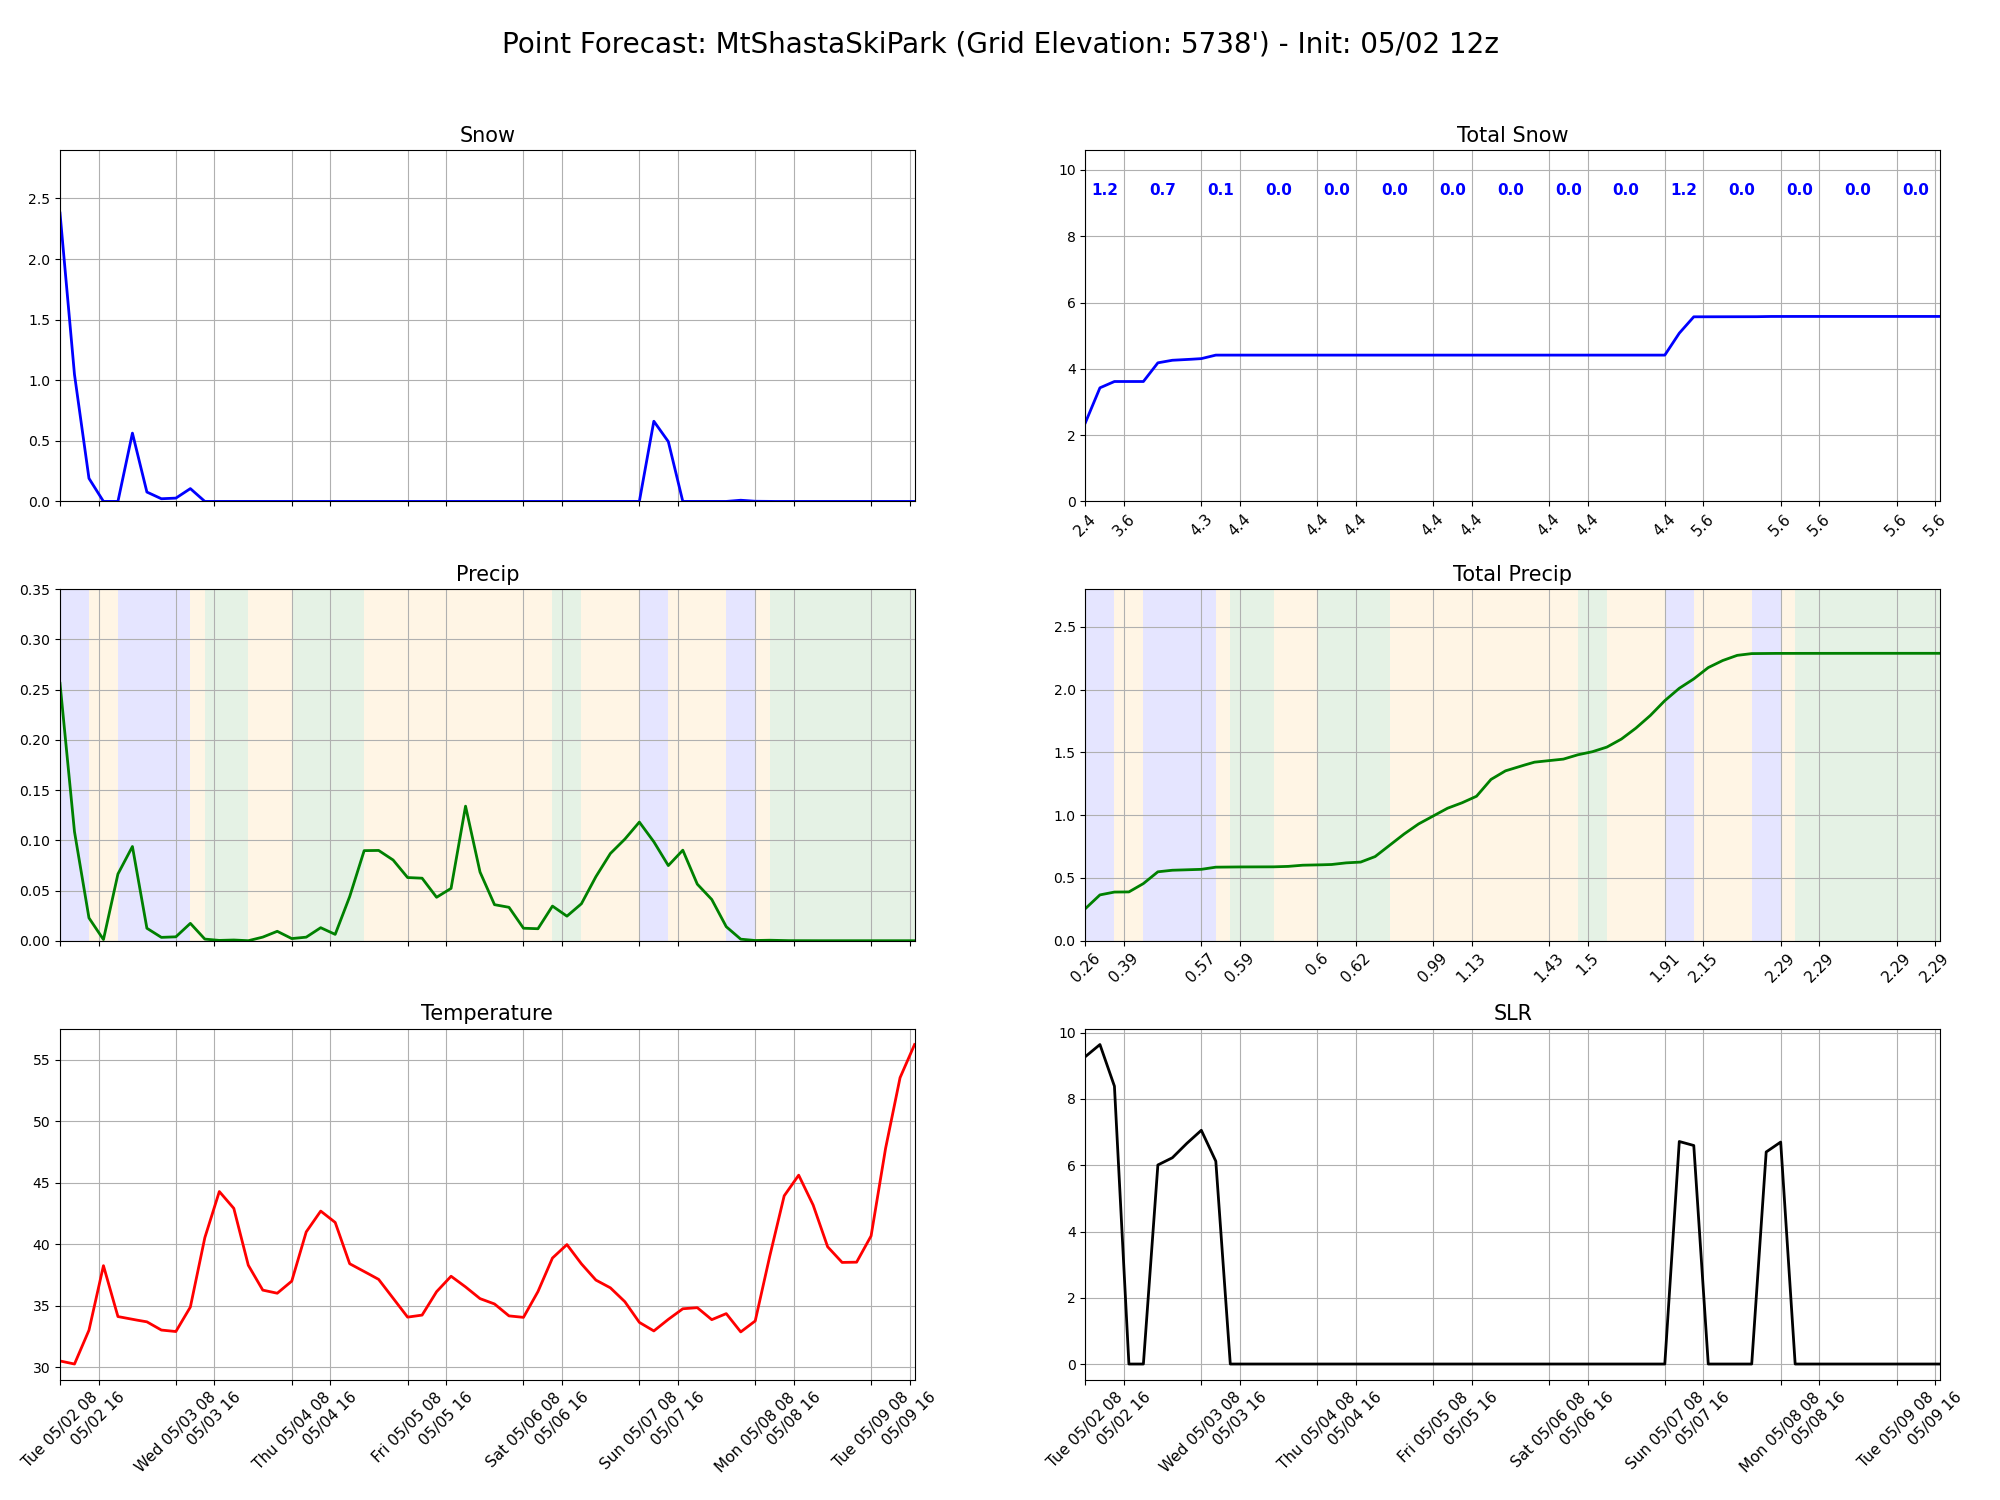 Point Forecast: MtShastaSkiPark (Grid Elevation: 5738') - Init: 05/02 12z
Snow
2.5
2.0
1.5
1.0
0.5
0.0
Total Snow
10
8
6
4
2
0
1.2 0.7 0.1 0.0 0.0 0.0 0.0 0.0 0.0 0.0 1.2 0.0 0.0 0.0 0.0
2.4 3.6 4.3 4.4 4.4 4.4 4.4 4.4 4.4 4.4 4.4 5.6 5.6 5.6 5.6 5.6
Precip
0.35
0.30
0.25
0.20
0.15
0.10
0.05
0.00
Total Precip
2.5
2.0
1.5
1.0
0.5
0.0
0.26 0.39 0.57 0.59 0.6 0.62 0.99 1.13 1.43 1.5 1.91 2.15 2.29 2.29 2.29 2.29
Temperature
55
50
45
40
35
30
Tue 05/02 08
05/02 16
Wed 05/03 08
05/03 16
Thu 05/04 08
05/04 16
Fri 05/05 08
05/05 16
Sat 05/06 08
05/06 16
Sun 05/07 08
05/07 16
Mon 05/08 08
05/08 16
Tue 05/09 08
05/09 16
SLR
10
8
6
4
2
0
Tue 05/02 08
05/02 16
Wed 05/03 08
05/03 16
Thu 05/04 08
05/04 16
Fri 05/05 08
05/05 16
Sat 05/06 08
05/06 16
Sun 05/07 08
05/07 16
Mon 05/08 08
05/08 16
Tue 05/09 08
05/09 16